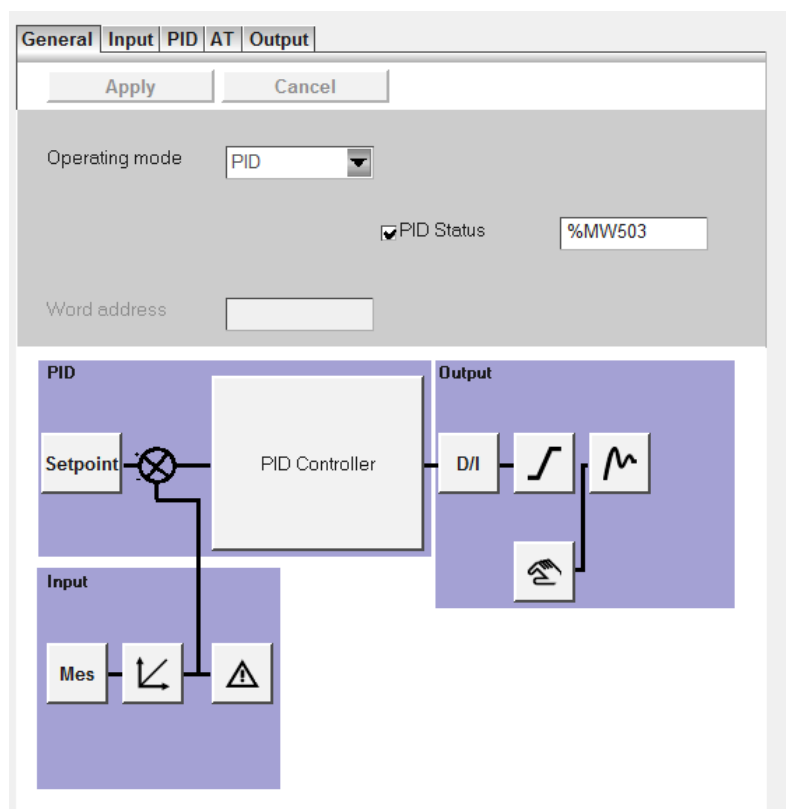 General Input PID AT Output
Apply Cancel
Operating mode PID
PID Status %MW503
Word address
PID
Output
Setpoint
PID Controller
D/I
Input
Mes